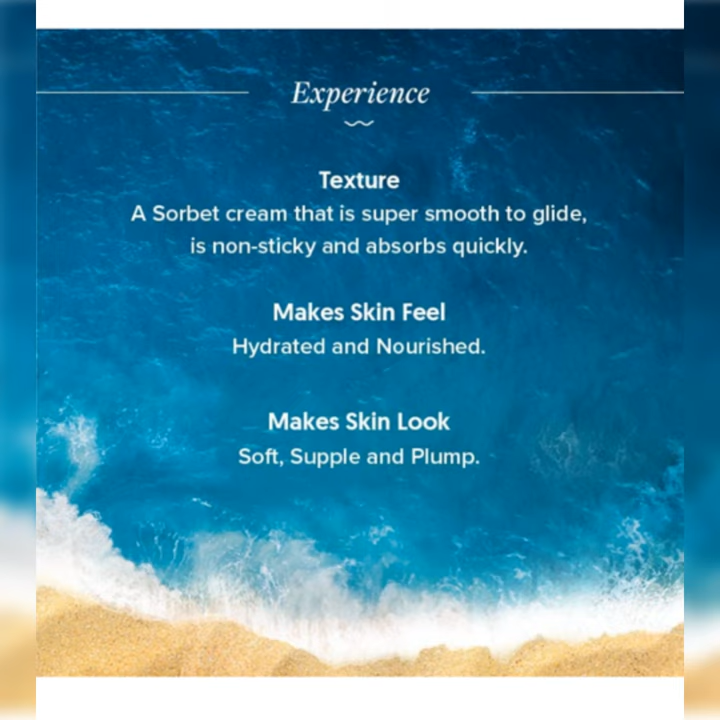 Experience
Texture
A Sorbet cream that is super smooth to glide,
is non-sticky and absorbs quickly.
Makes Skin Feel
Hydrated and Nourished.
Makes Skin Look
Soft, Supple and Plump.